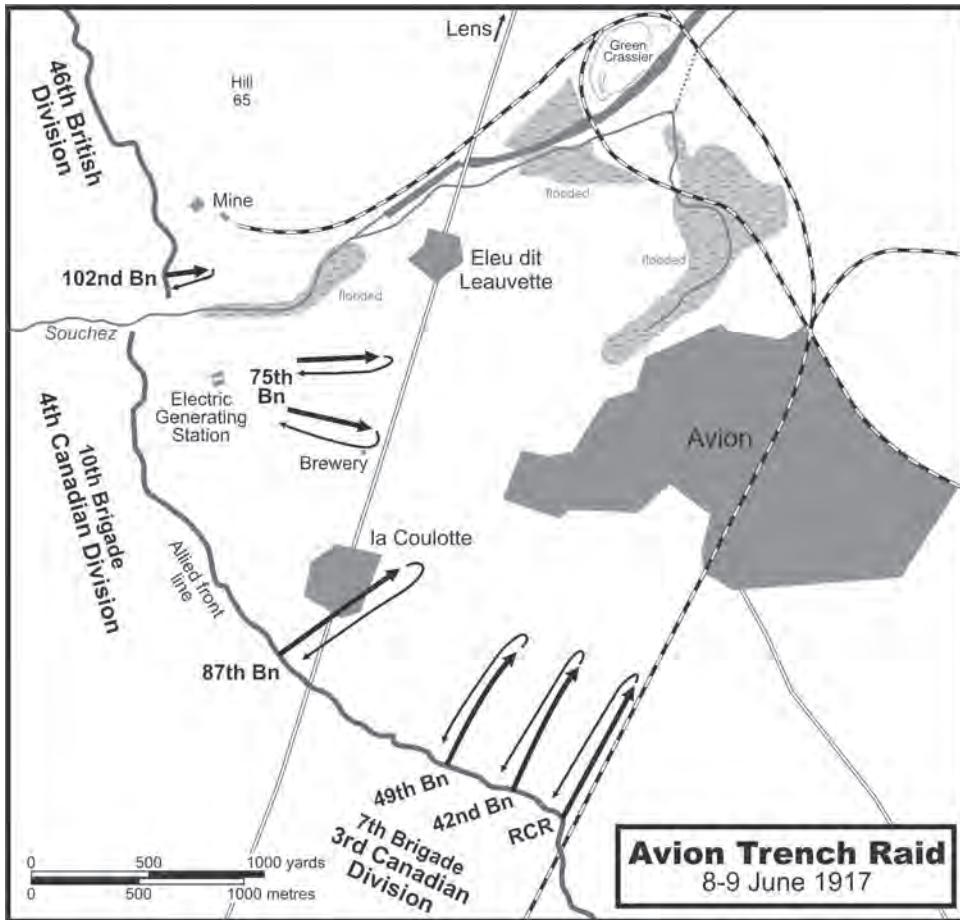 Lens
Green
Crassier
Hill
65
46th British
Division
Mine
flooded
Eleu dit
Leauvette
flooded
flooded
102nd Bn
Souchez
75th
Bn
Electric
Generating
Station
Brewery
Avion
10th Brigade
4th Canadian Division
la Coulotte
Allied front
line
87th Bn
49th Bn
42nd Bn
RCR
7th Brigade
3rd Canadian
Division
0 500 1000 yards
0 500 1000 metres
Avion Trench Raid
8-9 June 1917